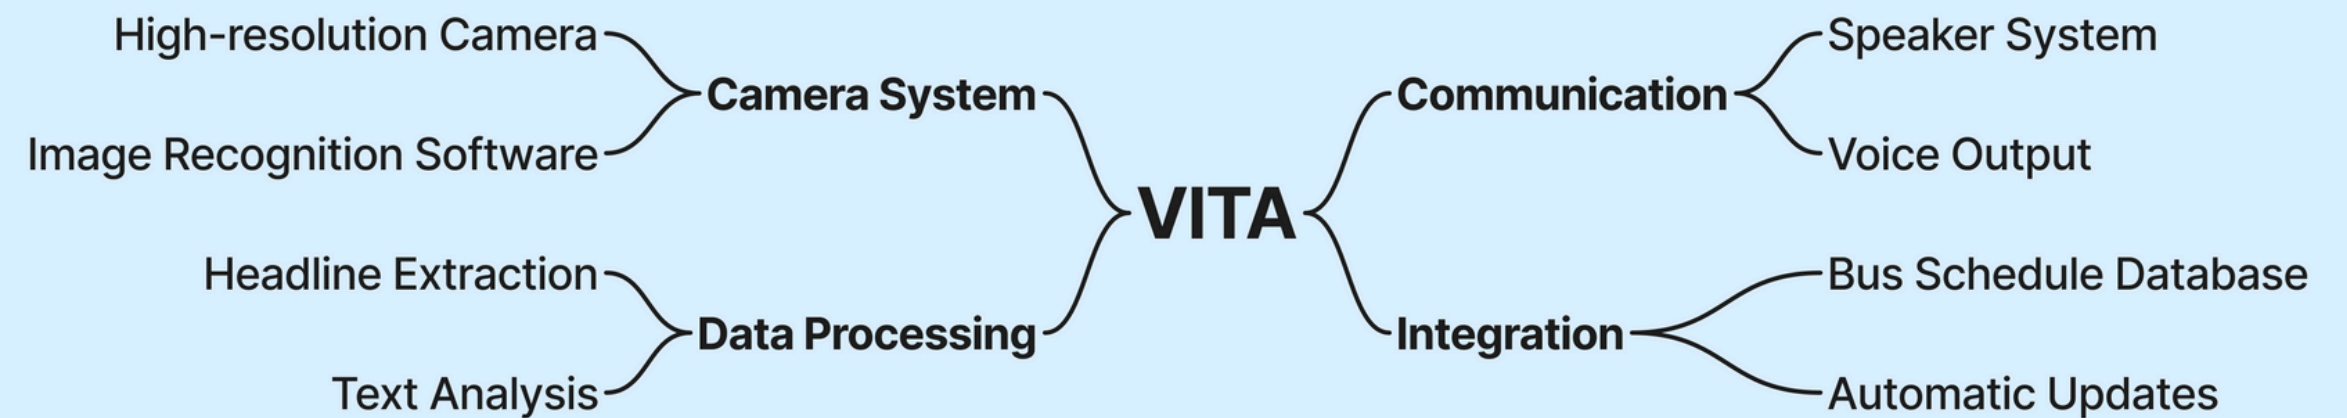 High-resolution Camera
Image Recognition Software
Camera System
Headline Extraction
Text Analysis
Data Processing
VITA
Communication
Speaker System
Voice Output
Integration
Bus Schedule Database
Automatic Updates